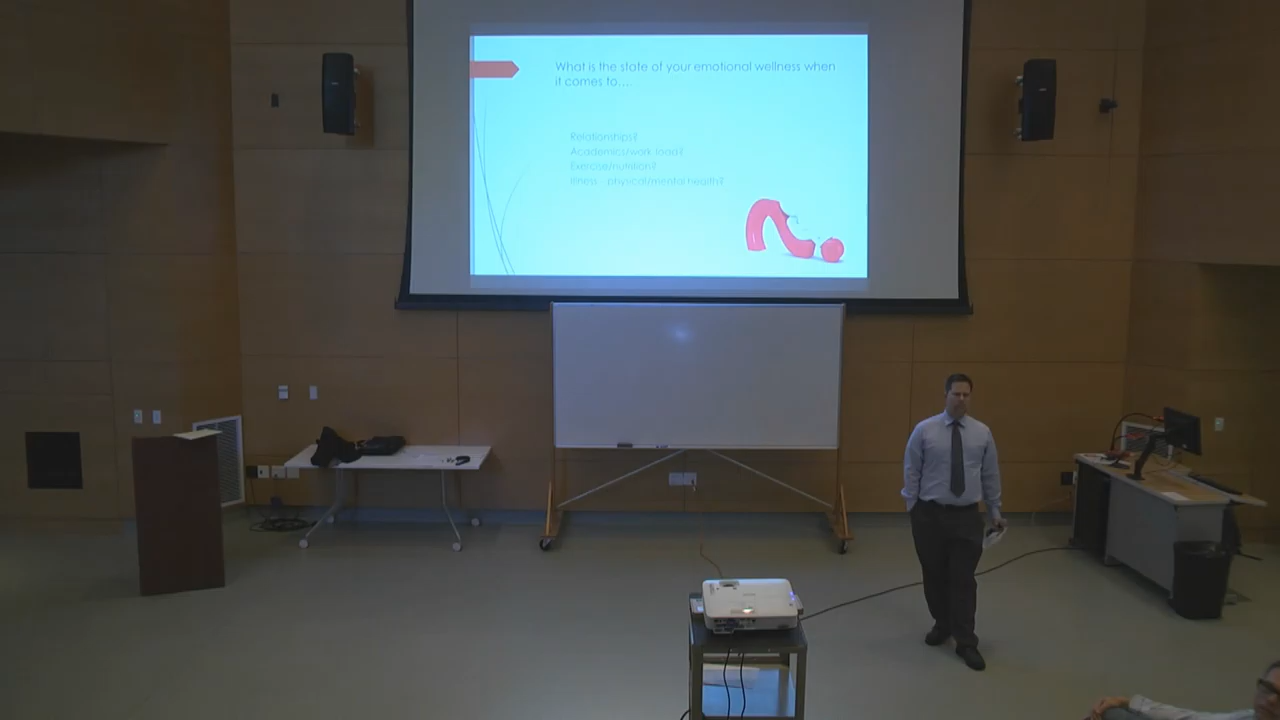 What is the state of your emotional wellness when
it comes to....
Relationships?
Academics/work load?
Exercise/nutrition?
Illness - physical/mental health?